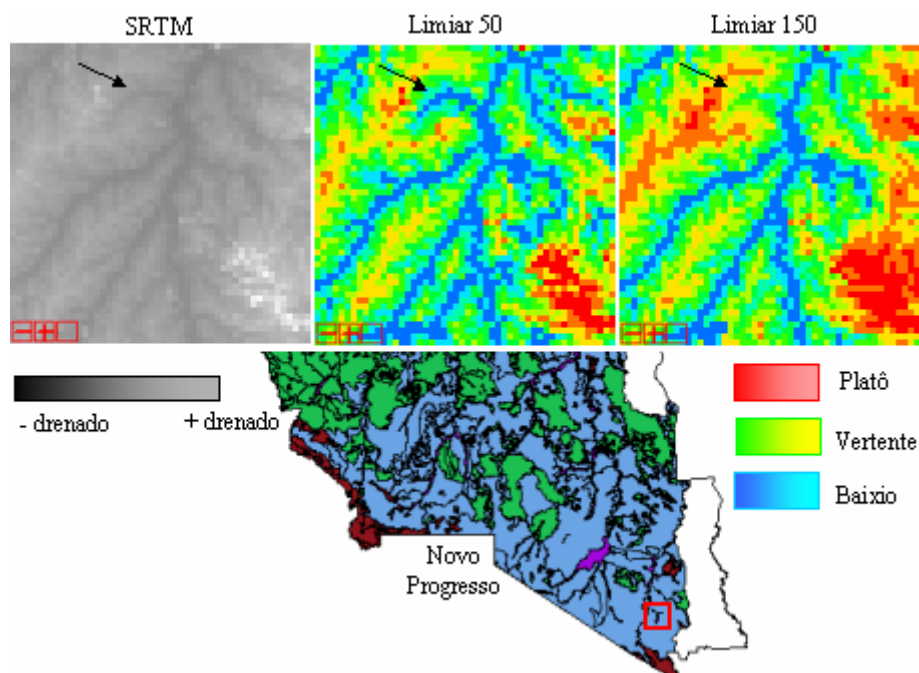 SRTM
Limiar 50
Limiar 150
- drenado
+ drenado
Platô
Vertente
Baixio
Novo
Progresso